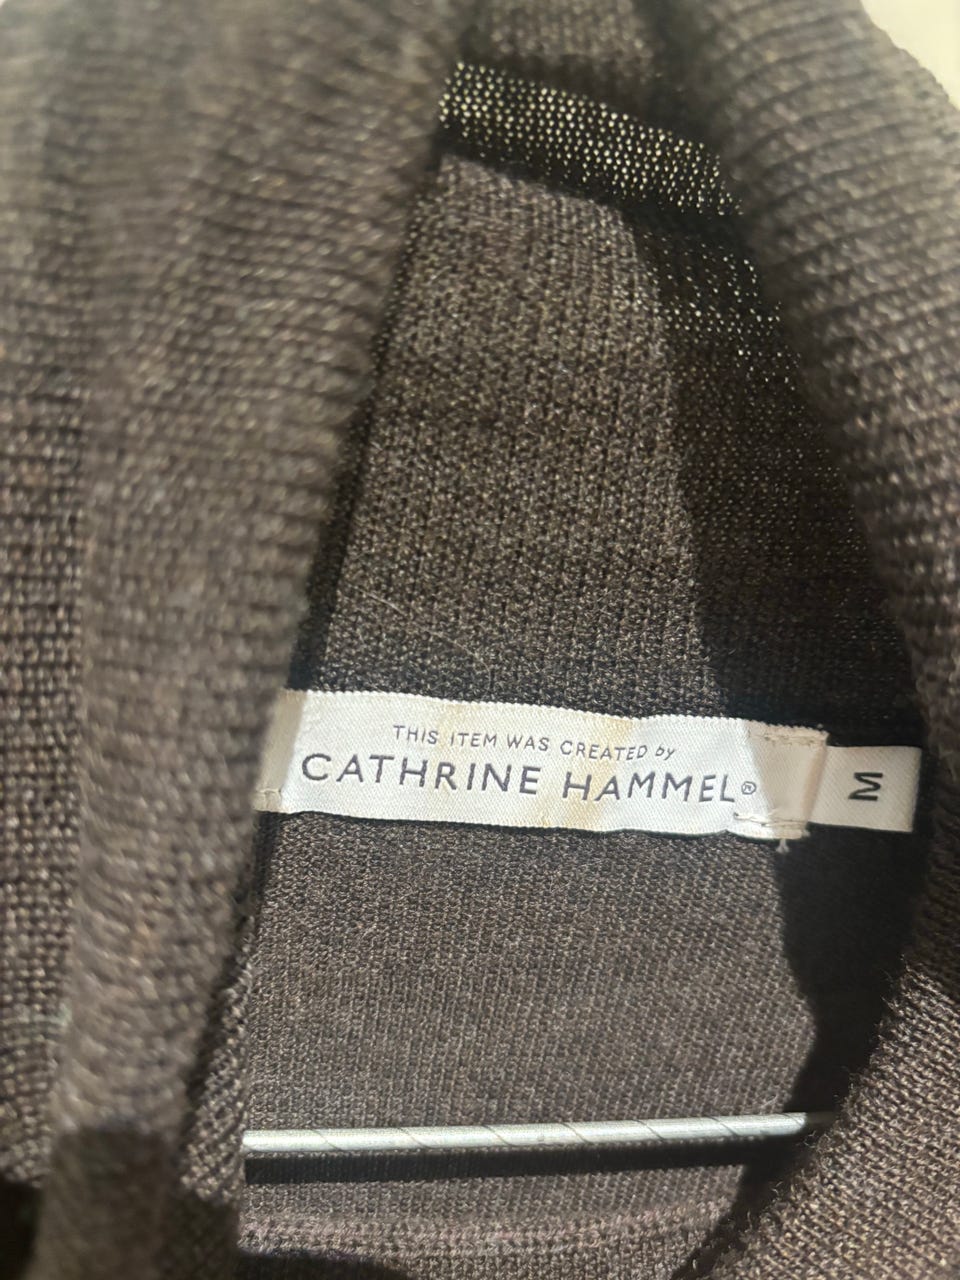 THIS ITEM WAS CREATED by
CATHRINE HAMMEL®
M